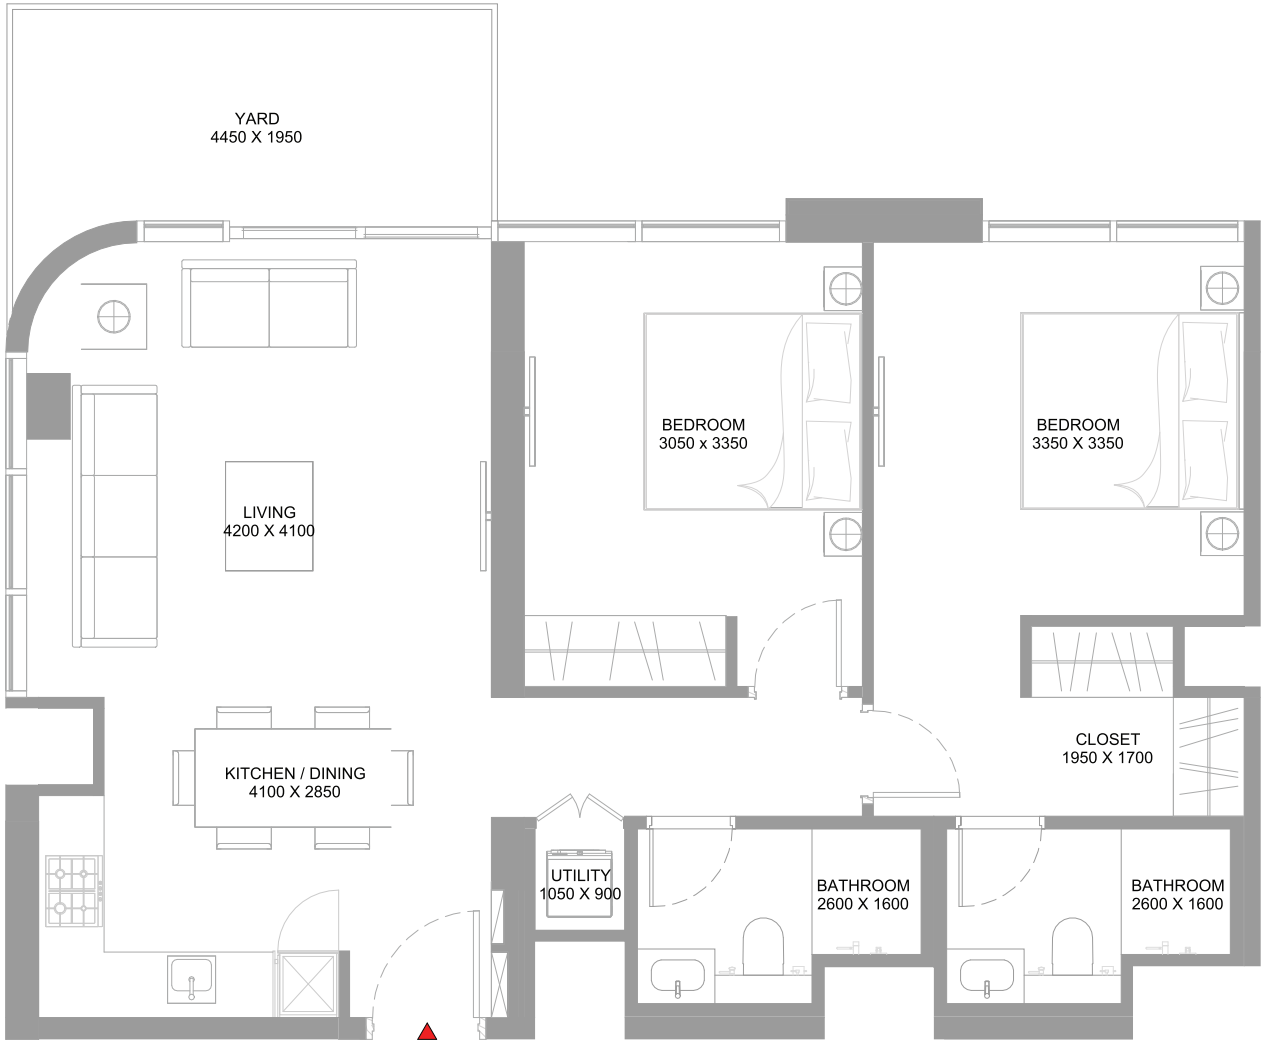 YARD
4450 X 1950
BEDROOM
3050 x 3350
BEDROOM
3350 X 3350
LIVING
4200 X 4100
CLOSET
1950 X 1700
KITCHEN / DINING
4100 X 2850
UTILITY
1050 X 900
BATHROOM
2600 X 1600
BATHROOM
2600 X 1600